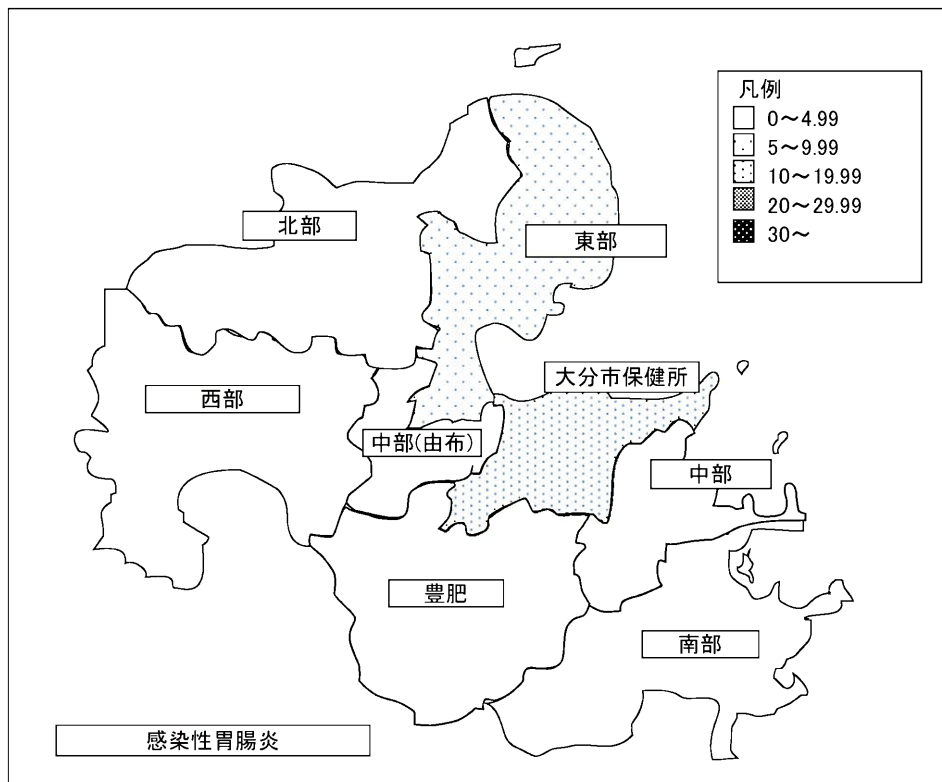 凡例
0～4.99
5～9.99
10～19.99
20～29.99
30～
北部
東部
大分市保健所
西部
中部(由布)
中部
豊肥
南部
感染性胃腸炎